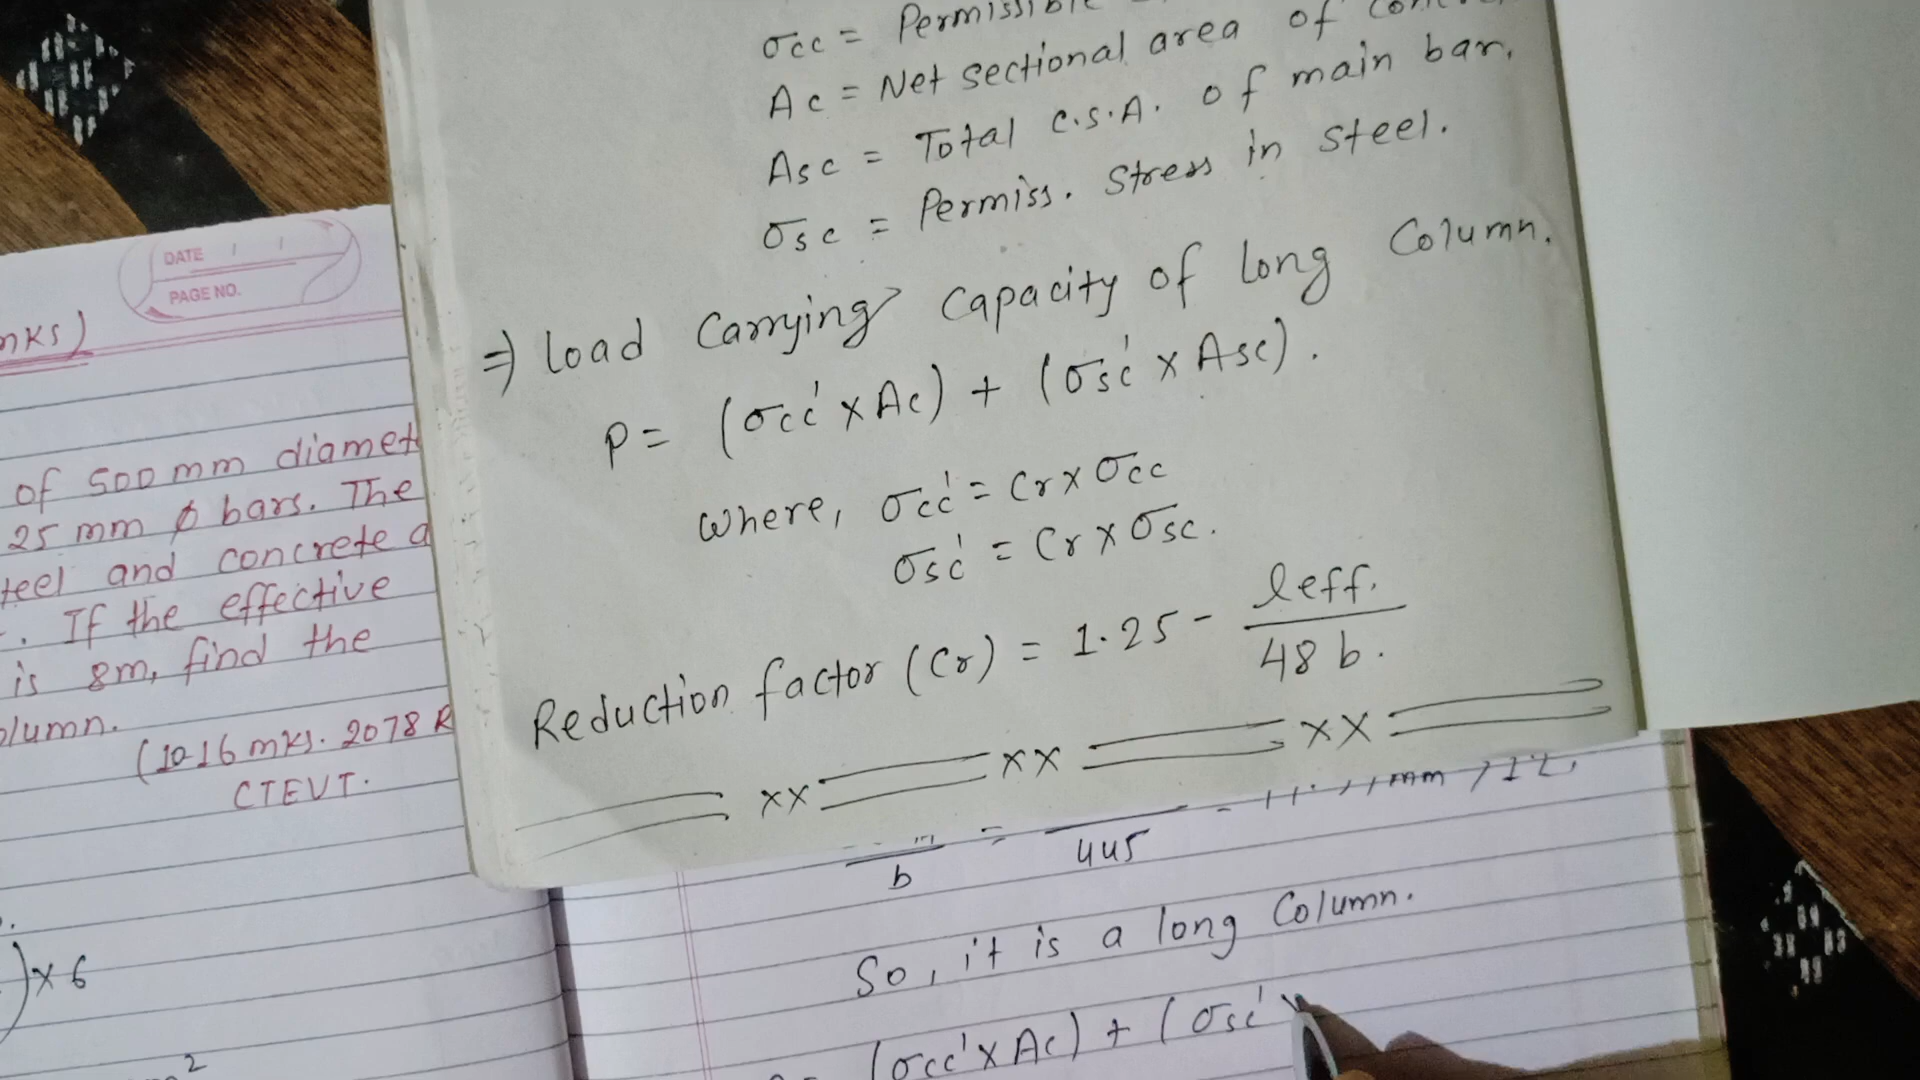 σcc = Permissible
Ac = Net sectional area of
Asc = Total c.s.A. of main bar.
σsc = Permiss. Stress in steel.
⇒ Load Carrying Capacity of long Column.
P = (σcc' x Ac) + (σsc' x Asc).
Where, σcc' = Cr x σcc
σsc' = Cr x σsc.
Reduction factor (Cr) = 1.25 - leff. / 48 b.
xx xx xx
DATE
PAGE NO.
mks)
of 500 mm diamet
25 mm ϕ bars. The
teel and concrete a
. If the effective
is 8m, find the
olumn.
(10-16 mks. 2078 R
CTEVT.
) x 6
2
b = 445
So, it is a long Column.
(σcc' x Ac) + (σsc'